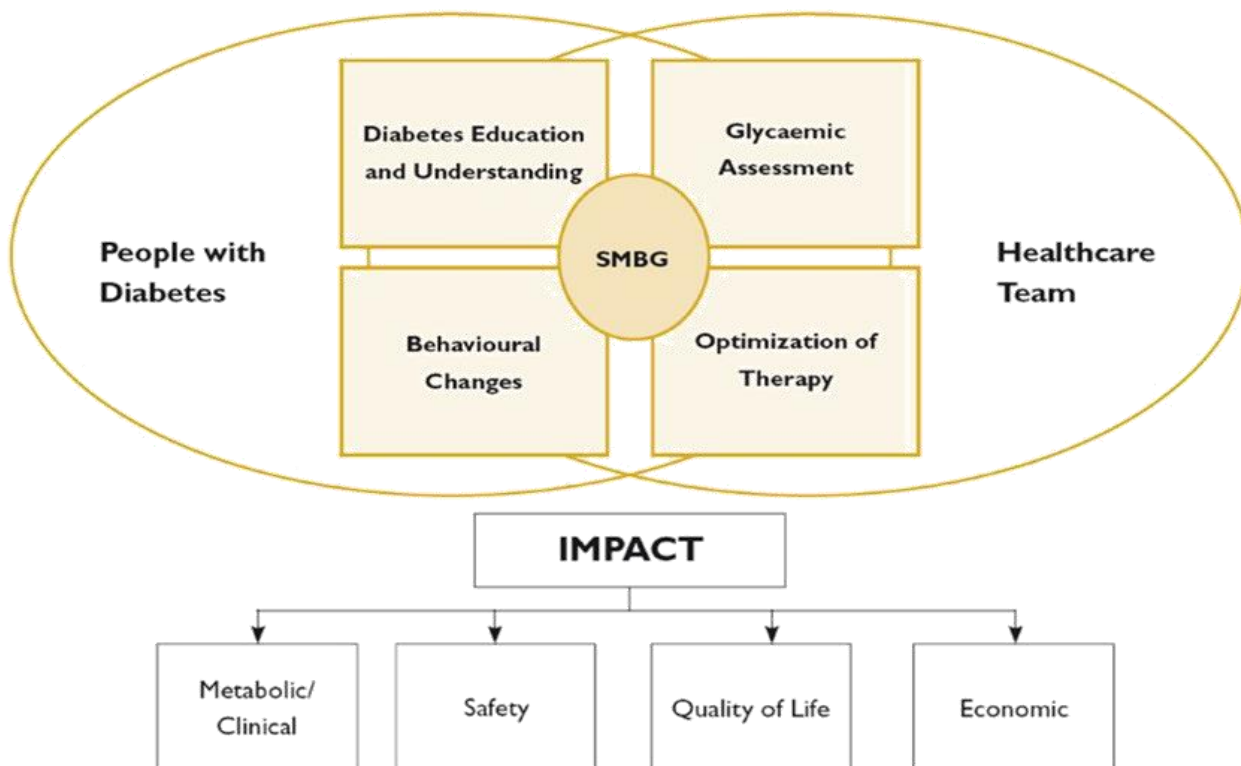 Diabetes Education
and Understanding
Glycaemic
Assessment
People with
Diabetes
SMBG
Healthcare
Team
Behavioural
Changes
Optimization of
Therapy
IMPACT
Metabolic/
Clinical
Safety
Quality of Life
Economic